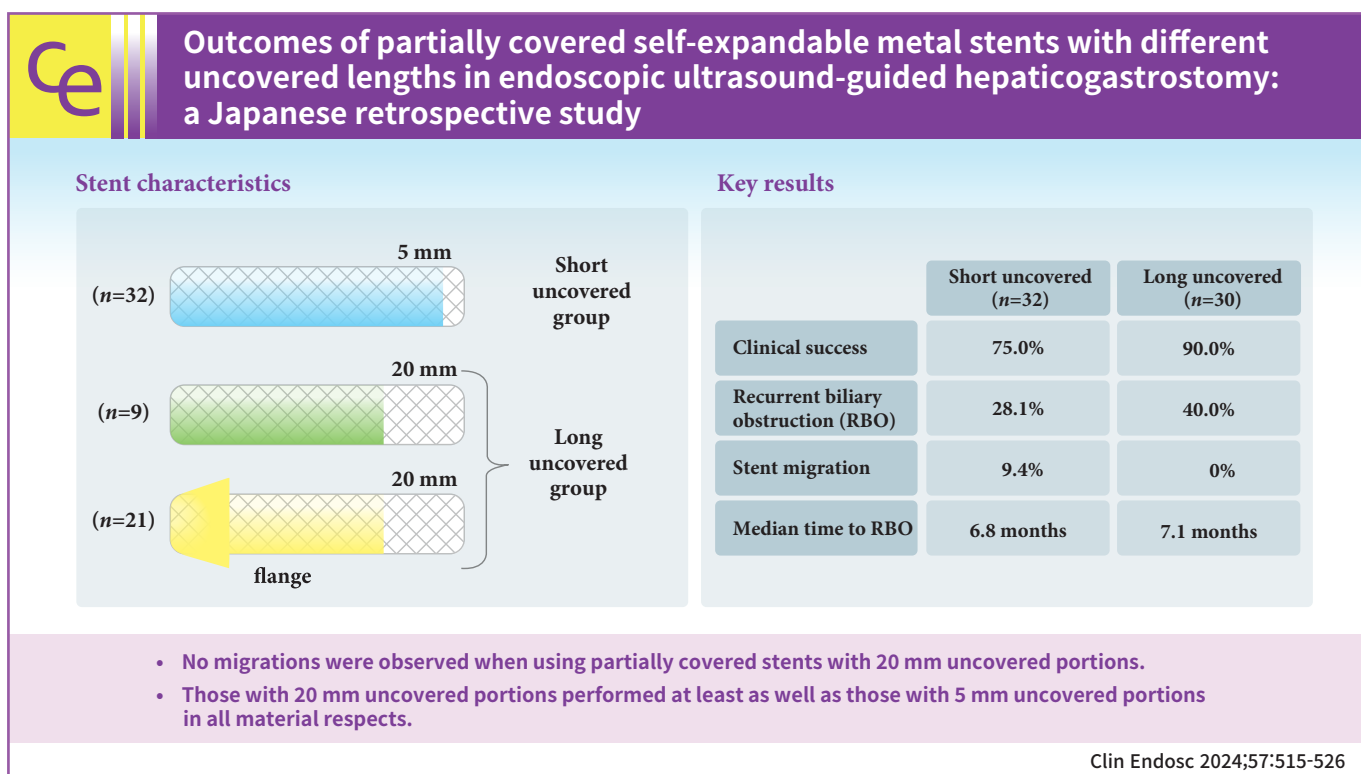 Ce
Outcomes of partially covered self-expandable metal stents with different
uncovered lengths in endoscopic ultrasound-guided hepaticogastrostomy:
a Japanese retrospective study
Stent characteristics
5 mm
(n=32)
Short
uncovered
group
20 mm
(n=9)
20 mm
(n=21)
flange
Long
uncovered
group
Key results
Short uncovered
(n=32)
Long uncovered
(n=30)
Clinical success
75.0%
90.0%
Recurrent biliary
obstruction (RBO)
28.1%
40.0%
Stent migration
9.4%
0%
Median time to RBO
6.8 months
7.1 months
• No migrations were observed when using partially covered stents with 20 mm uncovered portions.
• Those with 20 mm uncovered portions performed at least as well as those with 5 mm uncovered portions
in all material respects.
Clin Endosc 2024;57:515-526